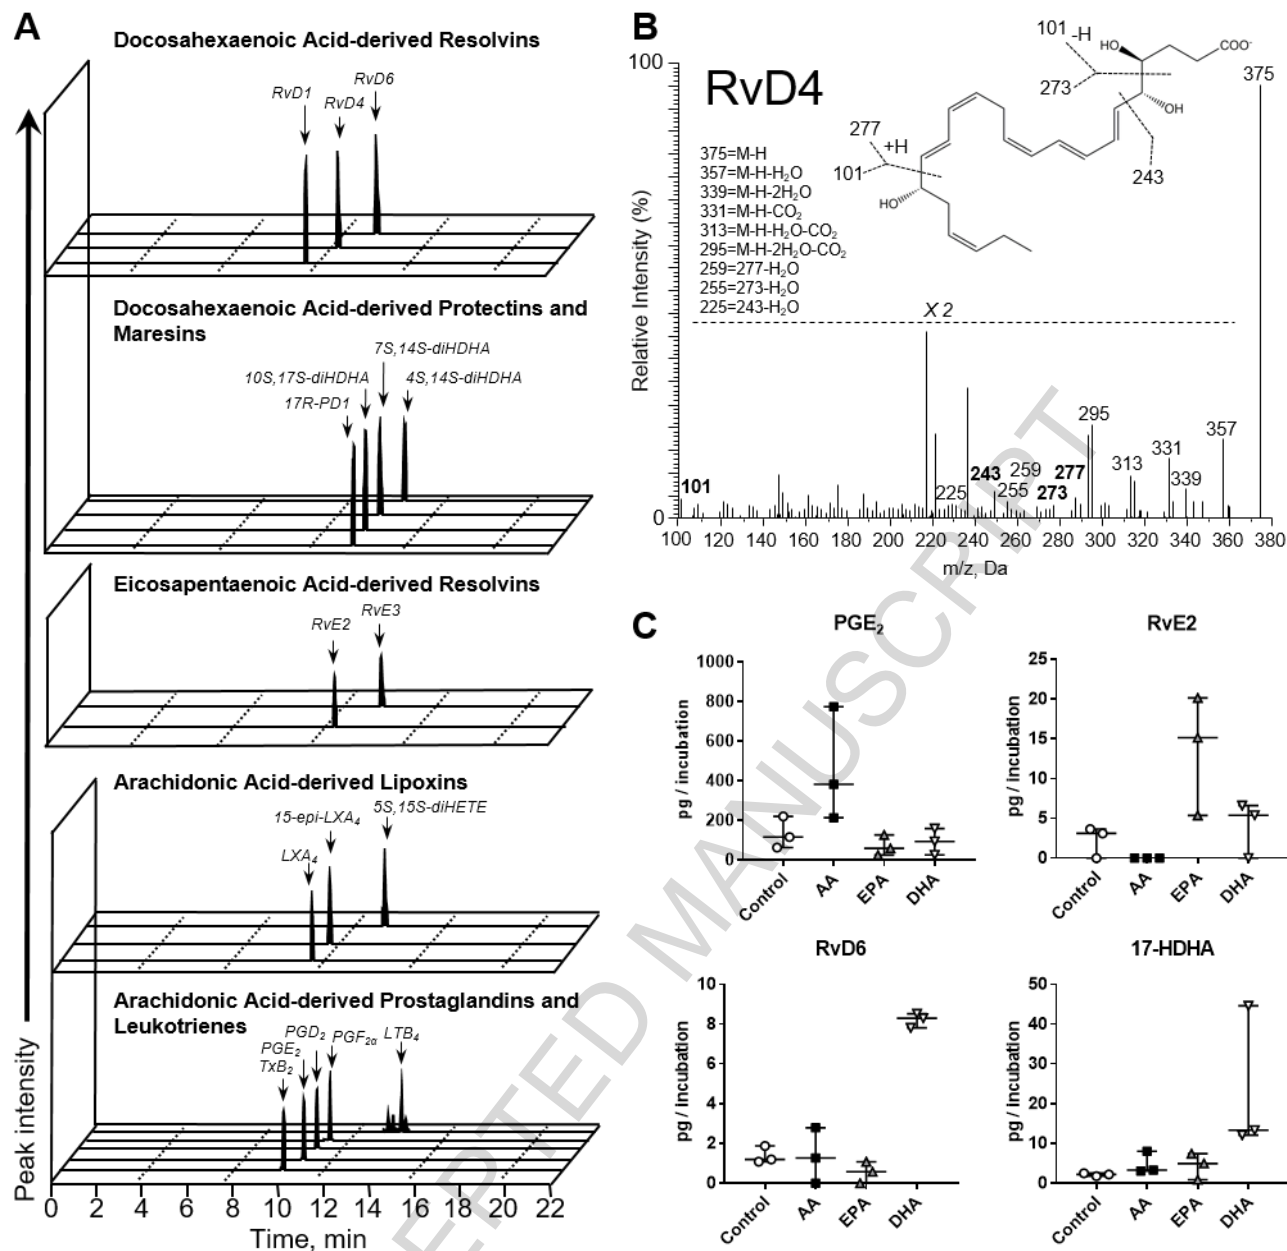 A
Docosahexaenoic Acid-derived Resolvins
RvD1
RvD4
RvD6
Docosahexaenoic Acid-derived Protectins and
Maresins
7S,14S-diHDHA
10S,17S-diHDHA
4S,14S-diHDHA
17R-PD1
Eicosapentaenoic Acid-derived Resolvins
RvE2
RvE3
Arachidonic Acid-derived Lipoxins
15-epi-LXA₄
5S,15S-diHETE
LXA₄
Arachidonic Acid-derived Prostaglandins and
Leukotrienes
PGE₂
PGD₂
PGF₂α
LTB₄
TxB₂
Peak intensity
0 2 4 6 8 10 12 14 16 18 20 22
Time, min
B
RvD4
100
Relative Intensity (%)
0
375=M-H
357=M-H-H₂O
339=M-H-2H₂O
331=M-H-CO₂
313=M-H-H₂O-CO₂
295=M-H-2H₂O-CO₂
259=277-H₂O
255=273-H₂O
225=243-H₂O
X 2
101 -H
273
HO
COO⁻
OH
243
277
+H
101
HO
375
101
225
243
255
259
273
277
295
313
331
339
357
100 120 140 160 180 200 220 240 260 280 300 320 340 360 380
m/z, Da
C
PGE₂
pg / incubation
1000
800
600
400
200
0
Control
AA
EPA
DHA
RvE2
pg / incubation
25
20
15
10
5
0
Control
AA
EPA
DHA
RvD6
pg / incubation
10
8
6
4
2
0
Control
AA
EPA
DHA
17-HDHA
pg / incubation
50
40
30
20
10
0
Control
AA
EPA
DHA
EPTED MANUSCRIPT